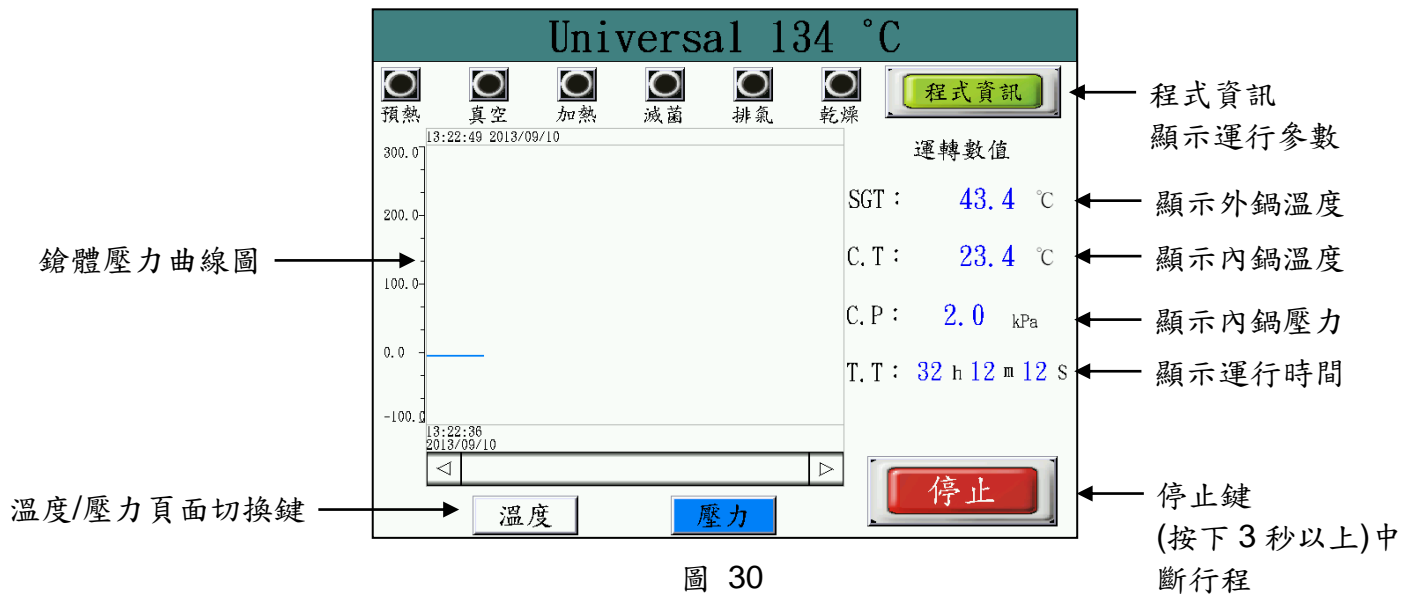 Universal 134 °C
預熱 真空 加熱 滅菌 排氣 乾燥
程式資訊
程式資訊
顯示運行參數
13:22:49 2013/09/10
300.0
200.0
100.0
0.0
-100.0
13:22:36
2013/09/10
運轉數值
SGT: 43.4 ℃
顯示外鍋溫度
C.T: 23.4 ℃
顯示內鍋溫度
C.P: 2.0 kPa
顯示內鍋壓力
T.T: 32 h 12 m 12 S
顯示運行時間
鎗體壓力曲線圖
溫度/壓力頁面切換鍵
溫度
壓力
停止
停止鍵
(按下 3 秒以上)中
斷行程
圖 30